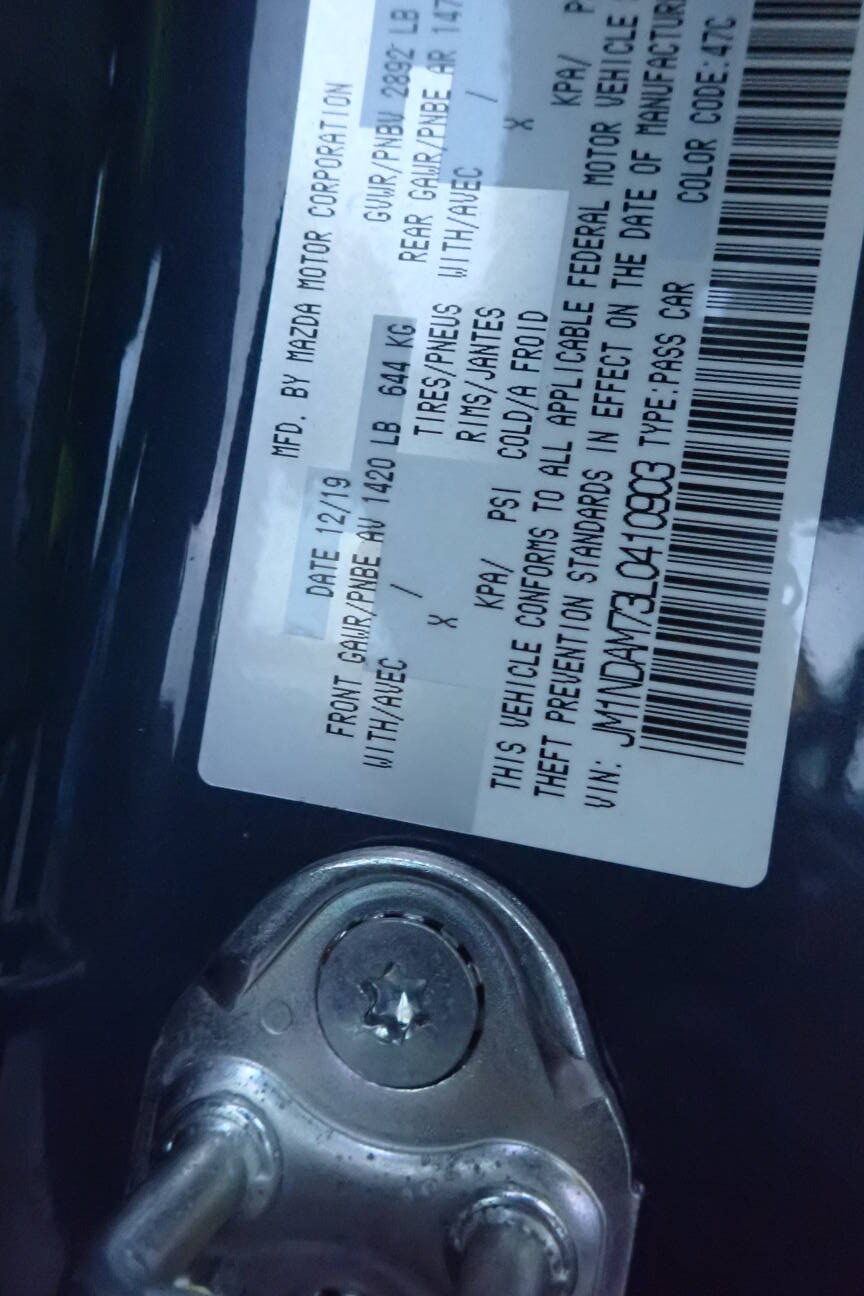 MFD. BY MAZDA MOTOR CORPORATION
DATE 12/19 GVWR/PNBV 2892 LB
FRONT GAWR/PNBE AV 1420 LB 644 KG REAR GAWR/PNBE AR 147
WITH/AVEC / TIRES/PNEUS WITH/AVEC /
X RIMS/JANTES X
KPA/ PSI COLD/A FROID KPA/ P
THIS VEHICLE CONFORMS TO ALL APPLICABLE FEDERAL MOTOR VEHICLE
THEFT PREVENTION STANDARDS IN EFFECT ON THE DATE OF MANUFACTUR
VIN: JM1NDAM73L0410903 TYPE:PASS CAR COLOR CODE:47C